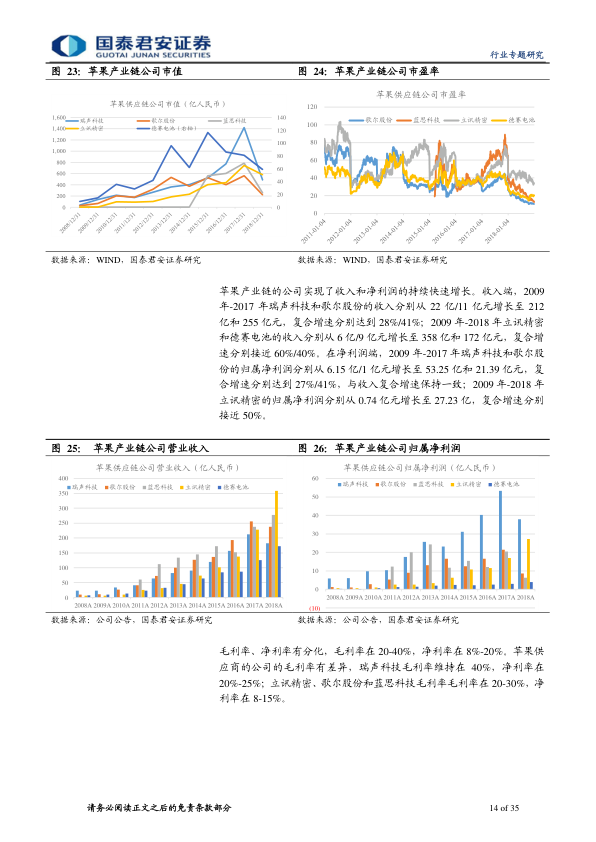 国泰君安证券
GUOTAI JUNAN SECURITIES
行业专题研究
图 23：苹果产业链公司市值
图 24：苹果产业链公司市盈率
苹果供应链公司市值（亿人民币）
瑞声科技 歌尔股份 蓝思科技
立讯精密 德赛电池（右轴）
1,600
1,400
1,200
1,000
800
600
400
200
0
140
120
100
80
60
40
20
0
2008/12/31 2009/12/31 2010/12/31 2011/12/31 2012/12/31 2013/12/31 2014/12/31 2015/12/31 2016/12/31 2017/12/31 2018/12/31
苹果供应链公司市盈率
歌尔股份 蓝思科技 立讯精密 德赛电池
120
100
80
60
40
20
0
2011-01-04 2012-01-04 2013-01-04 2014-01-04 2015-01-04 2016-01-04 2017-01-04 2018-01-04
数据来源：WIND，国泰君安证券研究
数据来源：WIND，国泰君安证券研究
苹果产业链的公司实现了收入和净利润的持续快速增长。收入端，2009
年-2017 年瑞声科技和歌尔股份的收入分别从 22 亿/11 亿元增长至 212
亿和 255 亿元，复合增速分别达到 28%/41%；2009 年-2018 年立讯精密
和德赛电池的收入分别从 6 亿/9 亿元增长至 358 亿和 172 亿元，复合增
速分别接近 60%/40%。在净利润端，2009 年-2017 年瑞声科技和歌尔股
份的归属净利润分别从 6.15 亿/1 亿元增长至 53.25 亿和 21.39 亿元，复
合增速分别达到 27%/41%，与收入复合增速保持一致；2009 年-2018 年
立讯精密的归属净利润分别从 0.74 亿元增长至 27.23 亿，复合增速分别
接近 50%。
图 25： 苹果产业链公司营业收入
图 26：苹果产业链公司归属净利润
苹果供应链公司营业收入（亿人民币）
瑞声科技 歌尔股份 蓝思科技 立讯精密 德赛电池
400
350
300
250
200
150
100
50
0
2008A 2009A 2010A 2011A 2012A 2013A 2014A 2015A 2016A 2017A 2018A
苹果供应链公司归属净利润（亿人民币）
瑞声科技 歌尔股份 蓝思科技 立讯精密 德赛电池
60
50
40
30
20
10
0
(10)
2008A 2009A 2010A 2011A 2012A 2013A 2014A 2015A 2016A 2017A 2018A
数据来源：公司公告，国泰君安证券研究
数据来源：公司公告，国泰君安证券研究
毛利率、净利率有分化，毛利率在 20-40%，净利率在 8%-20%。苹果供
应商的公司的毛利率有差异，瑞声科技毛利率维持在 40%，净利率在
20%-25%；立讯精密、歌尔股份和蓝思科技毛利率毛利率在 20-30%，净
利率在 8-15%。
请务必阅读正文之后的免责条款部分
14 of 35